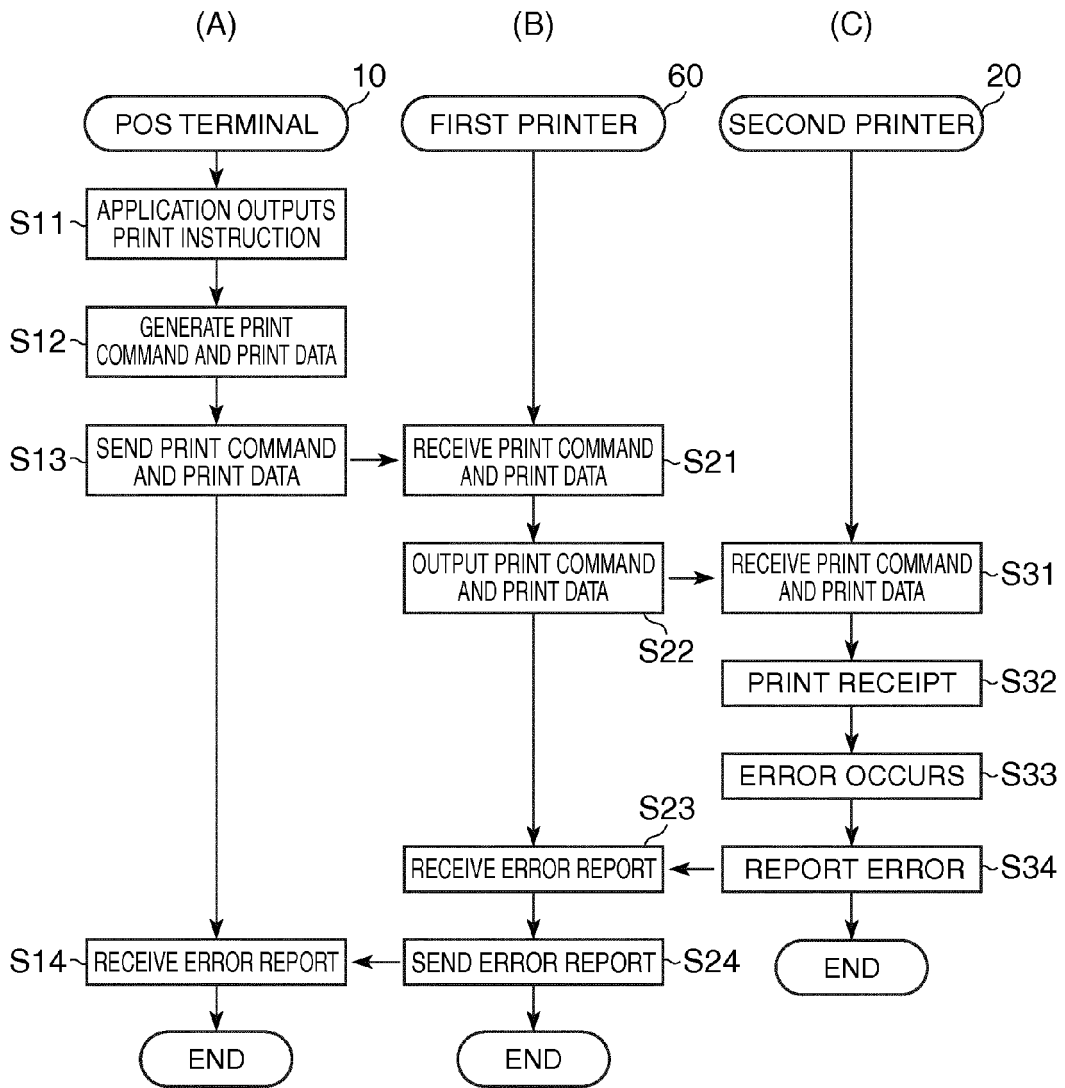 (A)
(B)
(C)
10
60
20
POS TERMINAL
FIRST PRINTER
SECOND PRINTER
S11
APPLICATION OUTPUTS
PRINT INSTRUCTION
S12
GENERATE PRINT
COMMAND AND PRINT DATA
S13
SEND PRINT COMMAND
AND PRINT DATA
RECEIVE PRINT COMMAND
AND PRINT DATA
S21
OUTPUT PRINT COMMAND
AND PRINT DATA
S22
RECEIVE PRINT COMMAND
AND PRINT DATA
S31
PRINT RECEIPT
S32
ERROR OCCURS
S33
S23
RECEIVE ERROR REPORT
REPORT ERROR
S34
S14
RECEIVE ERROR REPORT
SEND ERROR REPORT
S24
END
END
END